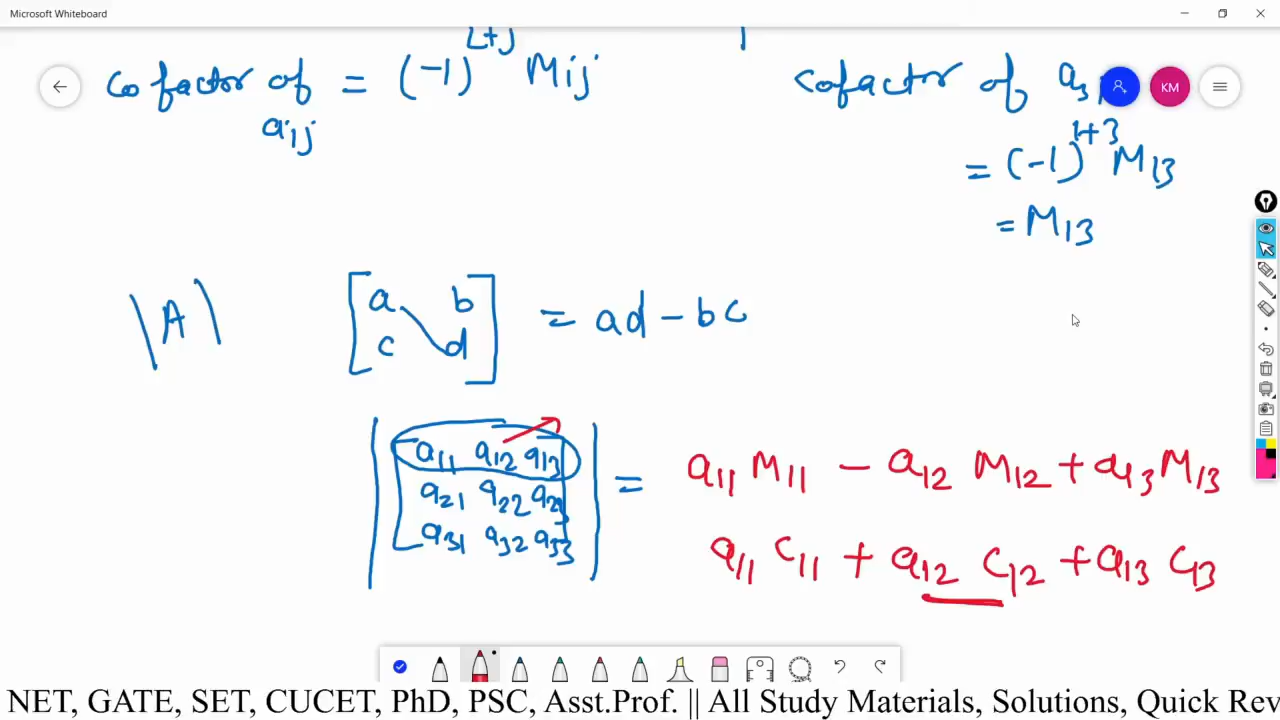 Microsoft Whiteboard
i+j
cofactor of = (-1) Mij
aij
cofactor of a3
KM
1+3
= (-1) M13
= M13
|A| [a b = ad - bc
c d]
| a11 a12 a13 = a11 M11 - a12 M12 + a13 M13
a21 a22 a23
a31 a32 a33 | a11 C11 + a12 C12 + a13 C13
NET, GATE, SET, CUCET, PhD, PSC, Asst.Prof. || All Study Materials, Solutions, Quick Rev